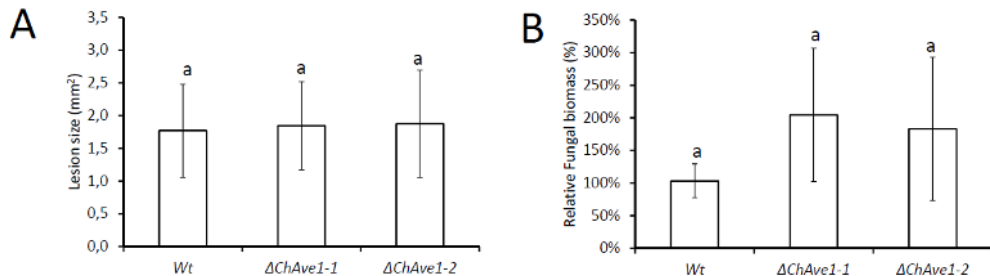 A
Lesion size (mm²)
3,5
3,0
2,5
2,0
1,5
1,0
0,5
0,0
a
a
a
Wt
ΔChAve1-1
ΔChAve1-2
B
Relative Fungal biomass (%)
350%
300%
250%
200%
150%
100%
50%
0%
a
a
a
Wt
ΔChAve1-1
ΔChAve1-2